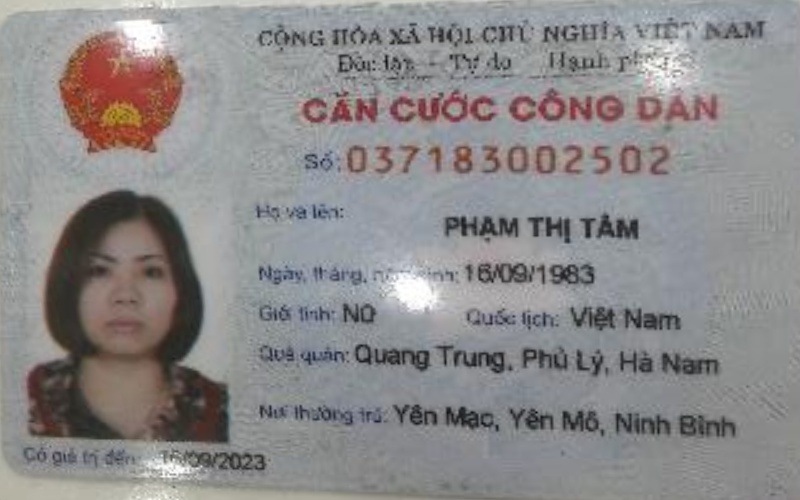 CỘNG HÒA XÃ HỘI CHỦ NGHĨA VIỆT NAM
Độc lập - Tự do - Hạnh phúc
CĂN CƯỚC CÔNG DÂN
Số: 037183002502
Họ và tên:
PHẠM THỊ TÂM
Ngày, tháng, năm sinh: 16/09/1983
Giới tính: Nữ Quốc tịch: Việt Nam
Quê quán: Quang Trung, Phủ Lý, Hà Nam
Nơi thường trú: Yên Mạc, Yên Mô, Ninh Bình
Có giá trị đến: 16/09/2023